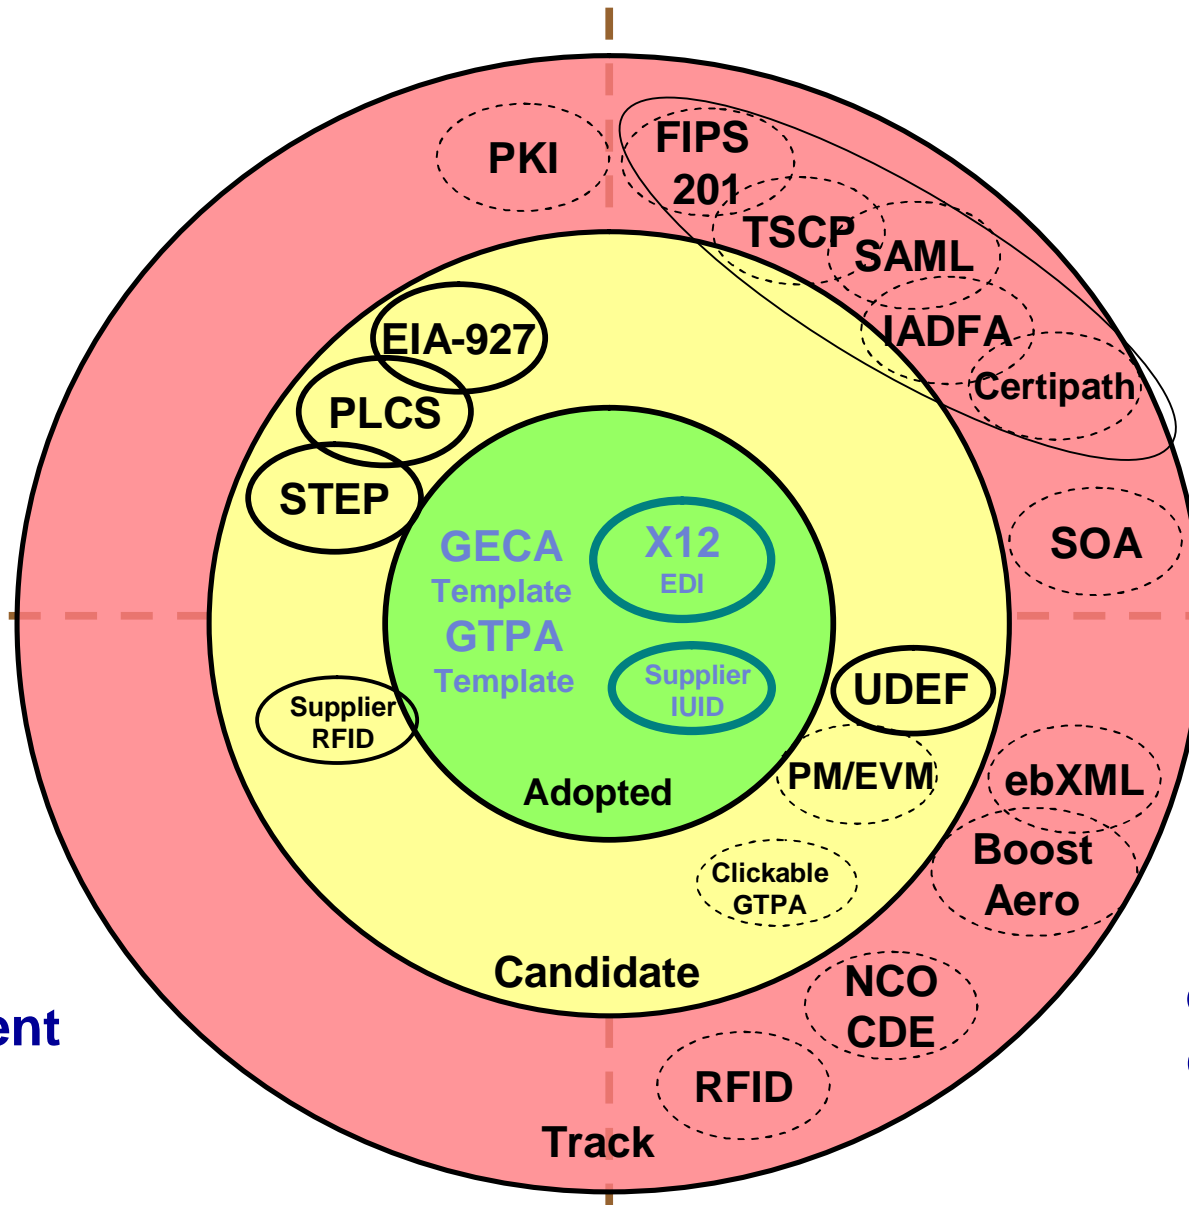 PKI
FIPS
201
TSCP
SAML
IADFA
Certipath
EIA-927
PLCS
STEP
SOA
GECA
Template
GTPA
Template
X12
EDI
Supplier
IUID
Adopted
Supplier
RFID
UDEF
PM/EVM
Clickable
GTPA
ebXML
Boost
Aero
Candidate
NCO
CDE
RFID
Track
ent